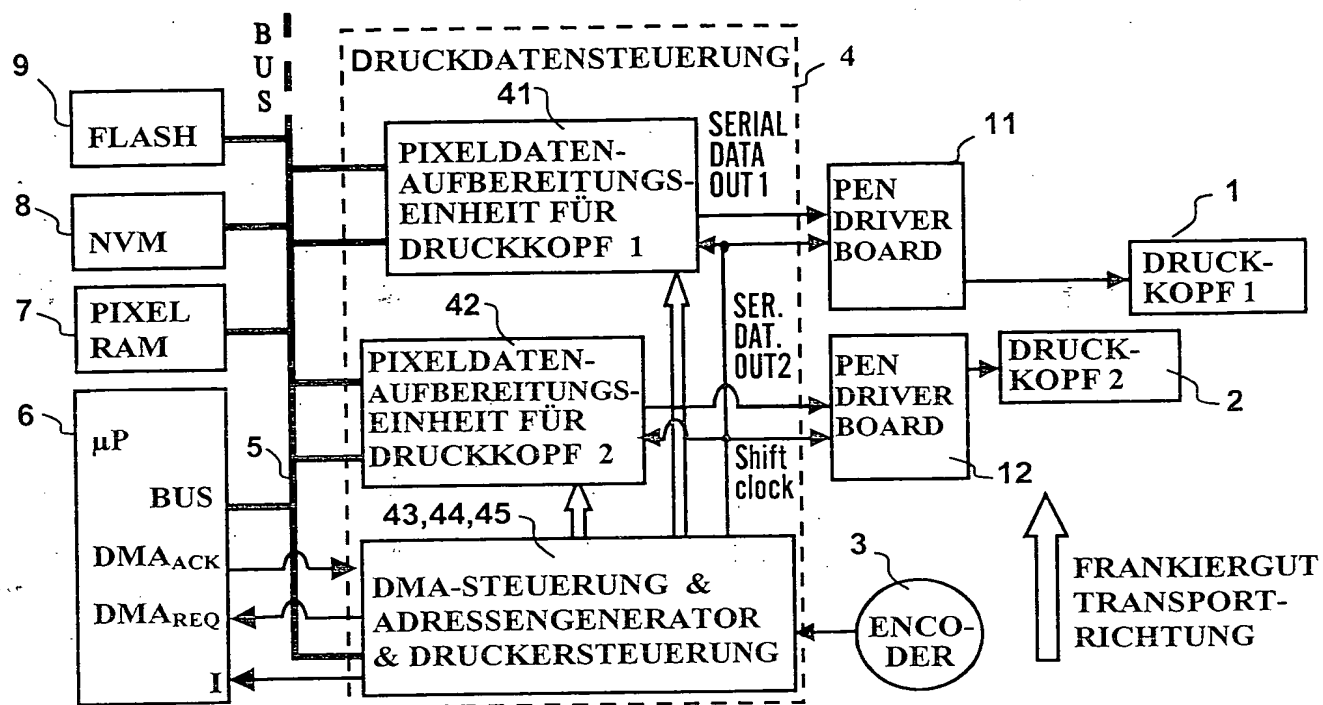 B
U
S
DRUCKDATENSTEUERUNG
4
9
FLASH
41
PIXELDATEN-
AUFBEREITUNGS-
EINHEIT FÜR
DRUCKKOPF 1
SERIAL
DATA
OUT1
11
PEN
DRIVER
BOARD
1
DRUCK-
KOPF 1
8
NVM
7
PIXEL
RAM
42
PIXELDATEN-
AUFBEREITUNGS-
EINHEIT FÜR
DRUCKKOPF 2
SER.
DAT.
OUT2
PEN
DRIVER
BOARD
12
DRUCK-
KOPF 2
2
Shift
clock
6
µP
5
BUS
DMAACK
DMAREQ
I
43,44,45
DMA-STEUERUNG &
ADRESSENGENERATOR
& DRUCKERSTEUERUNG
3
ENCO-
DER
FRANKIERGUT
TRANSPORT-
RICHTUNG